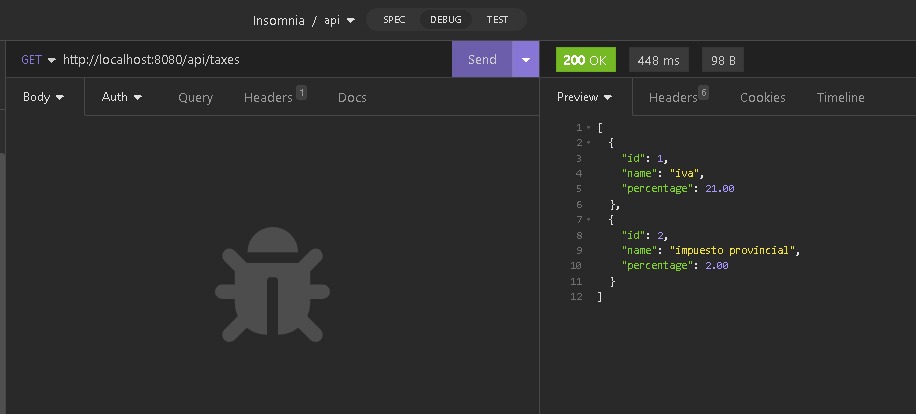 Insomnia / api SPEC DEBUG TEST
GET http://localhost:8080/api/taxes Send 200 OK 448 ms 98 B
Body Auth Query Headers 1 Docs Preview Headers 6 Cookies Timeline
1 [
2 {
3 "id": 1,
4 "name": "iva",
5 "percentage": 21.00
6 },
7 {
8 "id": 2,
9 "name": "impuesto provincial",
10 "percentage": 2.00
11 }
12 ]